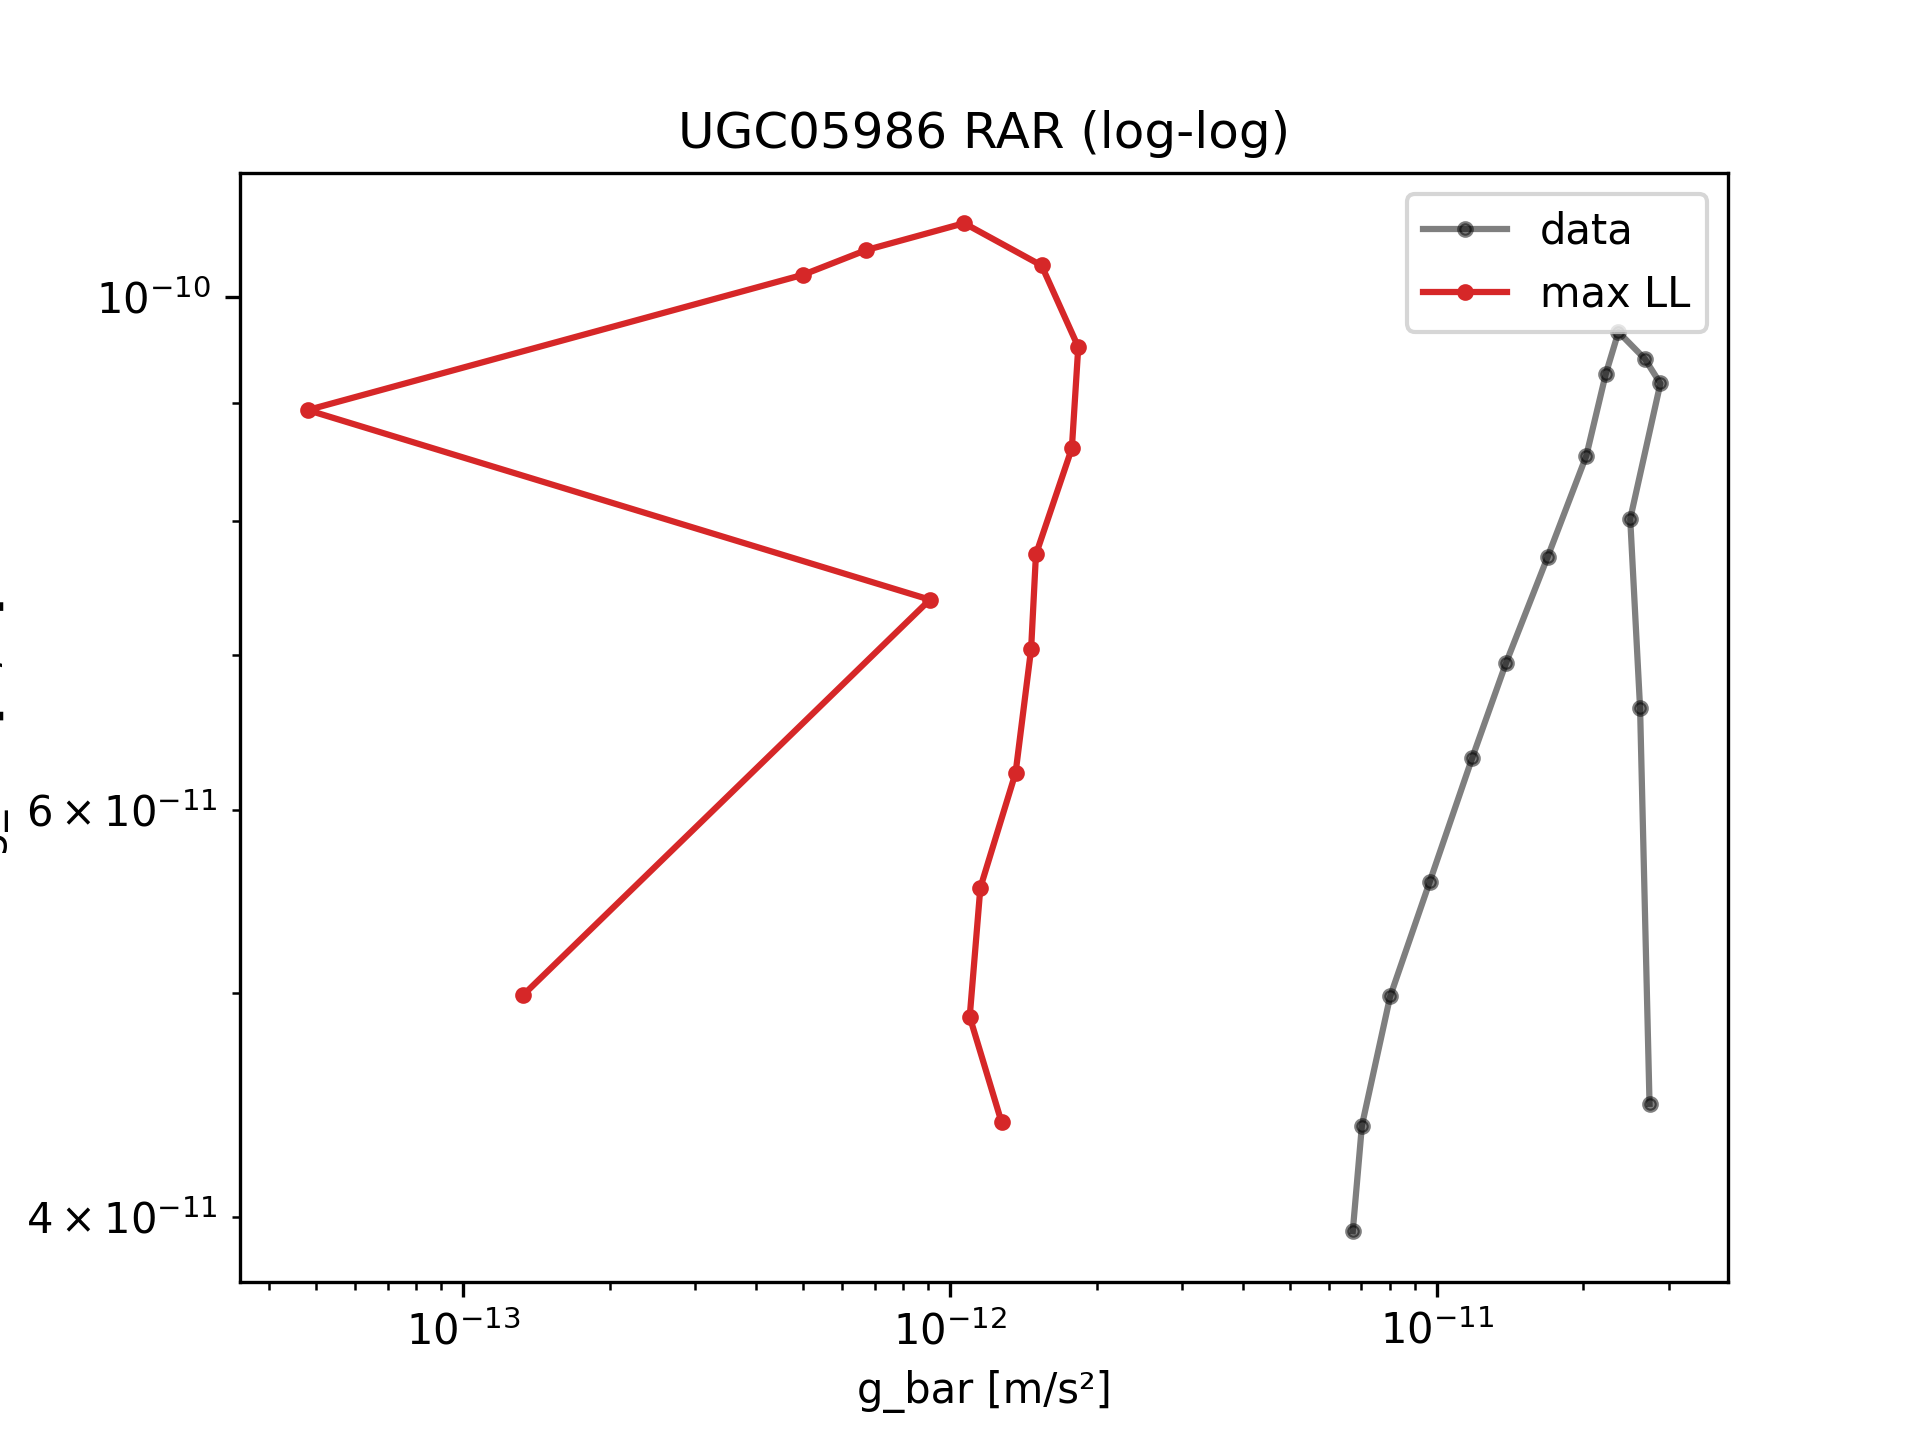 UGC05986 RAR (log-log)
data
max LL
10⁻¹⁰
6 × 10⁻¹¹
4 × 10⁻¹¹
10⁻¹³
10⁻¹²
10⁻¹¹
g_bar [m/s²]